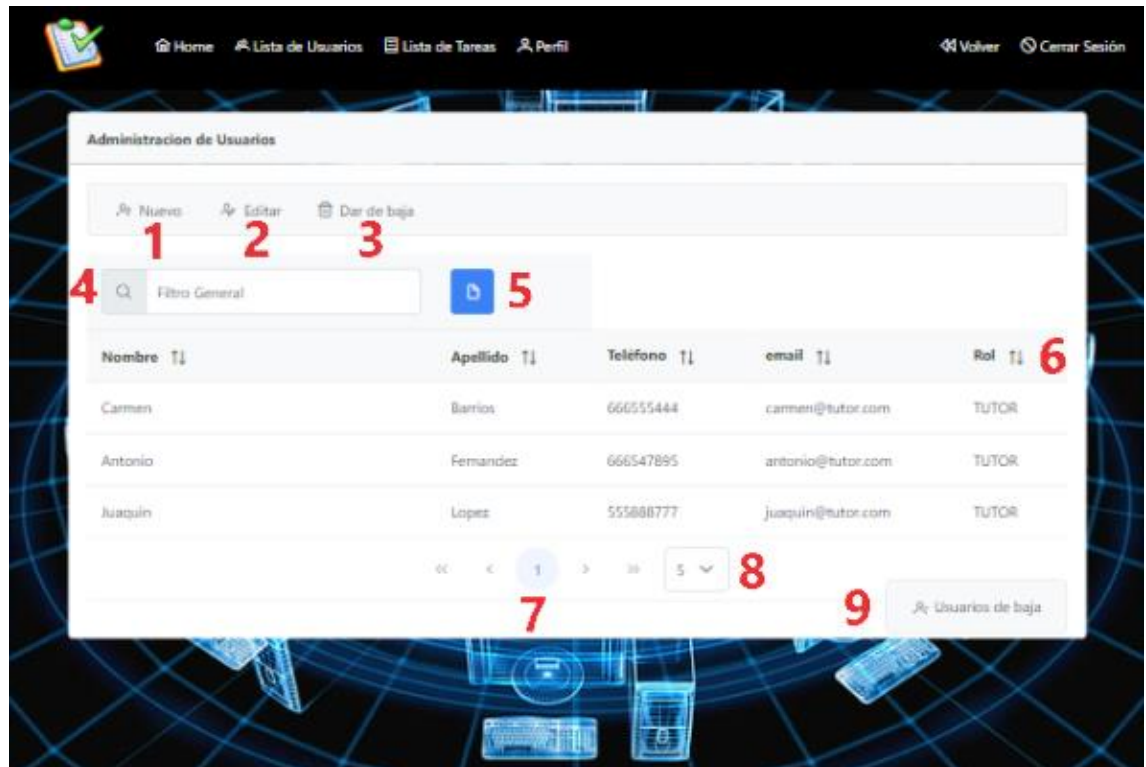 Home Lista de Usuarios Lista de Tareas Perfil Volver Cerrar Sesión
Administracion de Usuarios
Nuevo Editar Dar de baja
1 2 3
4 Filtro General 5
Nombre Apellido Teléfono email Rol 6
Carmen Barrios 666555444 carmen@tutor.com TUTOR
Antonio Fernandez 666547895 antonio@tutor.com TUTOR
Juaquin Lopez 555888777 juaquin@tutor.com TUTOR
<< < 1 > >> 5 8
7
9 Usuarios de baja